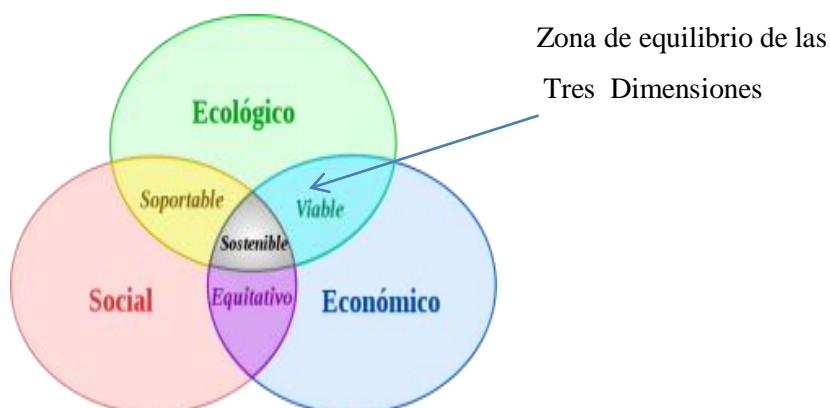 Zona de equilibrio de las
Tres Dimensiones
Ecológico
Soportable
Viable
Sostenible
Social
Equitativo
Económico